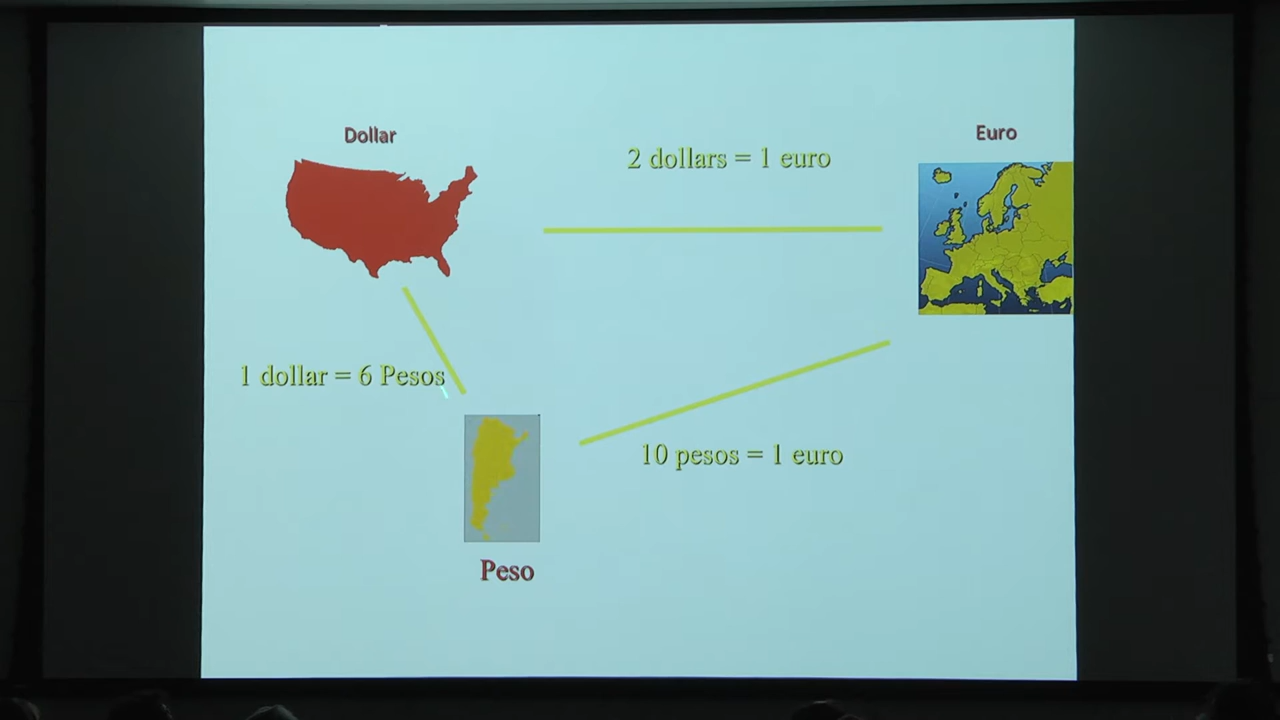 Dollar
Euro
2 dollars = 1 euro
1 dollar = 6 Pesos
10 pesos = 1 euro
Peso